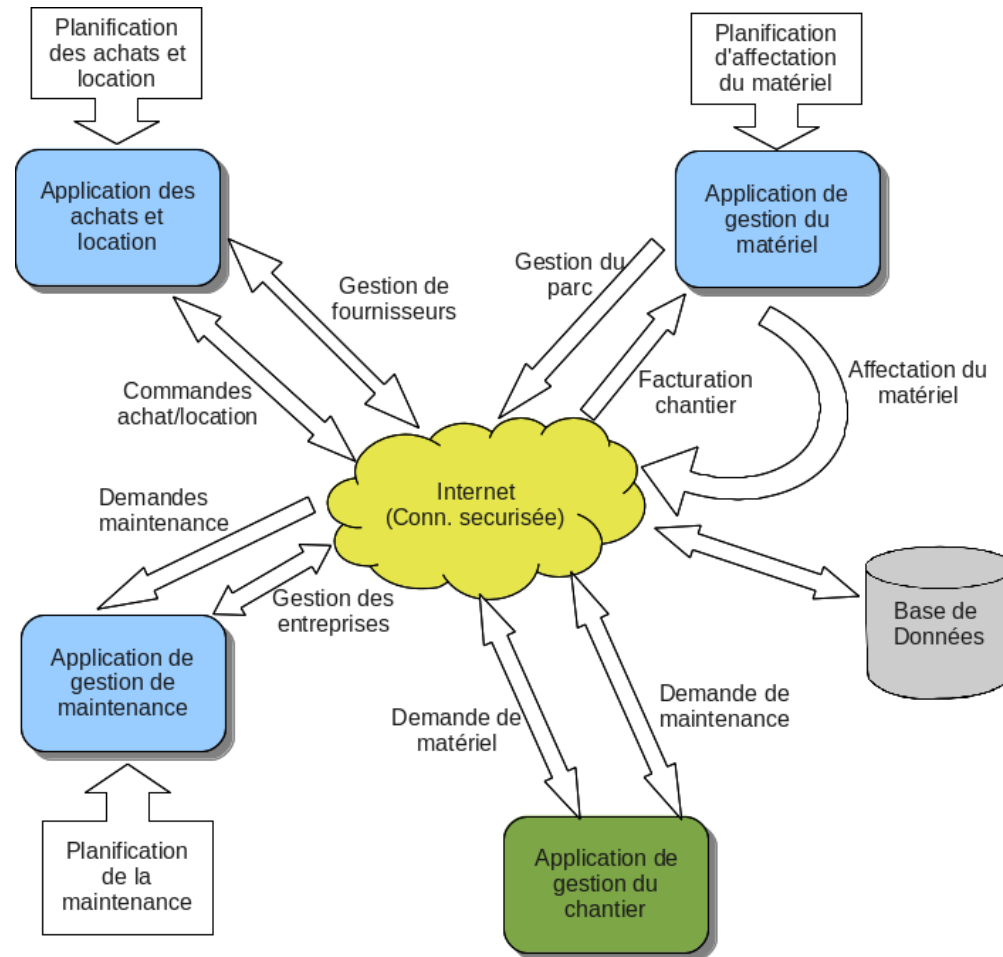 Planification
des achats et
location
Planification
d'affectation
du matériel
Application des
achats et
location
Application de
gestion du
matériel
Gestion de
fournisseurs
Gestion du
parc
Commandes
achat/location
Facturation
chantier
Affectation du
matériel
Internet
(Conn. securisée)
Demandes
maintenance
Gestion des
entreprises
Base de
Données
Application de
gestion de
maintenance
Demande de
matériel
Demande de
maintenance
Planification
de la
maintenance
Application de
gestion du
chantier